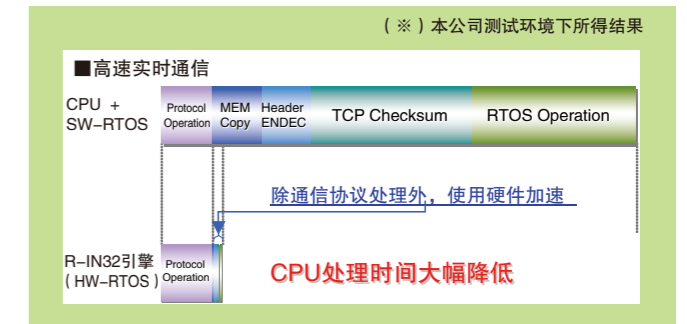 （※）本公司测试环境下所得结果
■高速实时通信
CPU +
SW-RTOS
Protocol
Operation
MEM
Copy
Header
ENDEC
TCP Checksum
RTOS Operation
除通信协议处理外，使用硬件加速
R-IN32引擎
（HW-RTOS）
Protocol
Operation
CPU处理时间大幅降低